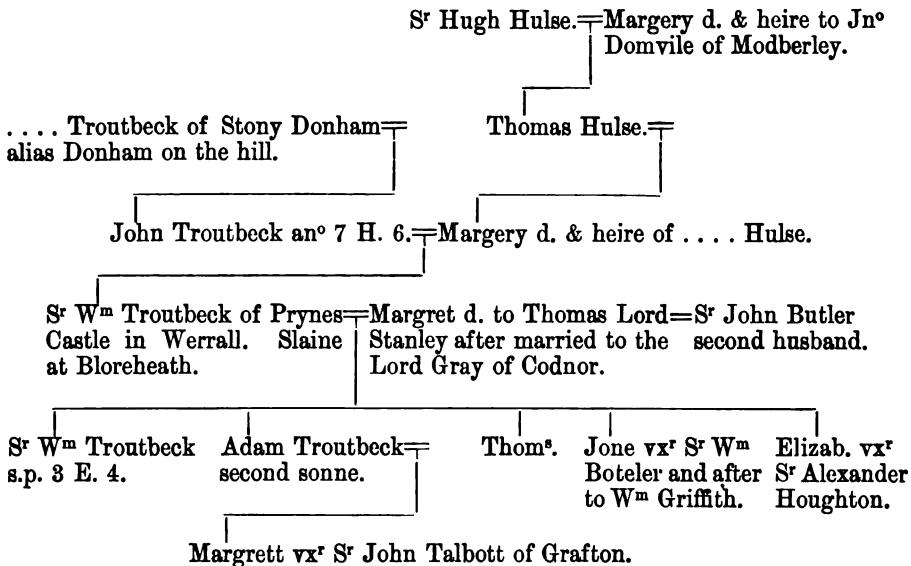 Sʳ Hugh Hulse.=Margery d. & heire to Jnᵒ
Domvile of Modberley.
. . . . Troutbeck of Stony Donham=
alias Donham on the hill.
Thomas Hulse.=
John Troutbeck anᵒ 7 H. 6.=Margery d. & heire of . . . . Hulse.
Sʳ Wᵐ Troutbeck of Prynes=Margret d. to Thomas Lord=Sʳ John Butler
Castle in Werrall. Slaine Stanley after married to the second husband.
at Bloreheath. Lord Gray of Codnor.
Sʳ Wᵐ Troutbeck Adam Troutbeck= Thomˢ. Jone vxʳ Sʳ Wᵐ Elizab. vxʳ
s.p. 3 E. 4. second sonne. Boteler and after Sʳ Alexander
to Wᵐ Griffith. Houghton.
Margrett vxʳ Sʳ John Talbott of Grafton.